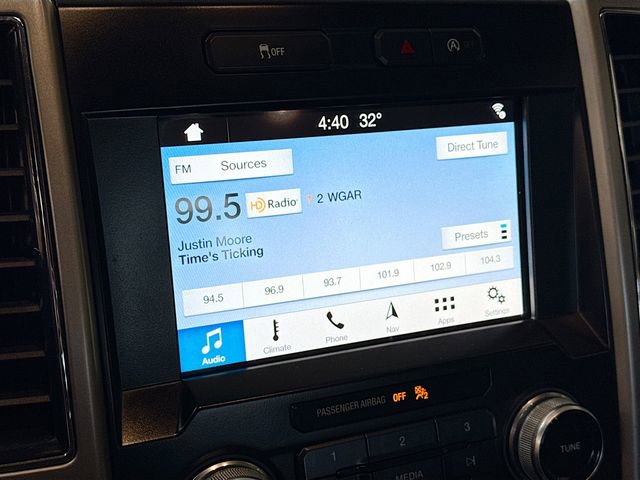 OFF
4:40 32°
FM Sources
Direct Tune
99.5 HD Radio 1 2 WGAR
Justin Moore
Time's Ticking
Presets
94.5 96.9 93.7 101.9 102.9 104.3
Audio Climate Phone Nav Apps Settings
PASSENGER AIRBAG OFF 2
1 2 3
MEDIA
TUNE